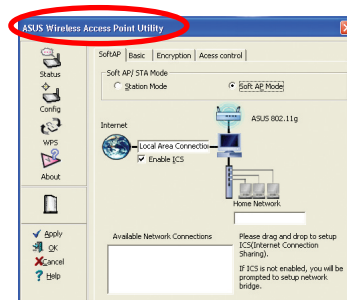 ASUS Wireless Access Point Utility
SoftAP
Basic
Encryption
Acess control
Status
Config
WPS
About
Apply
OK
Cancel
Help
Soft AP/ STA Mode
Station Mode
Soft AP Mode
Internet
ASUS 802.11g
Local Area Connection
Enable ICS
Home Network
Available Network Connections
Please drag and drop to setup
ICS(Internet Connection
Sharing).
If ICS is not enabled, you will be
prompted to setup network
bridge.